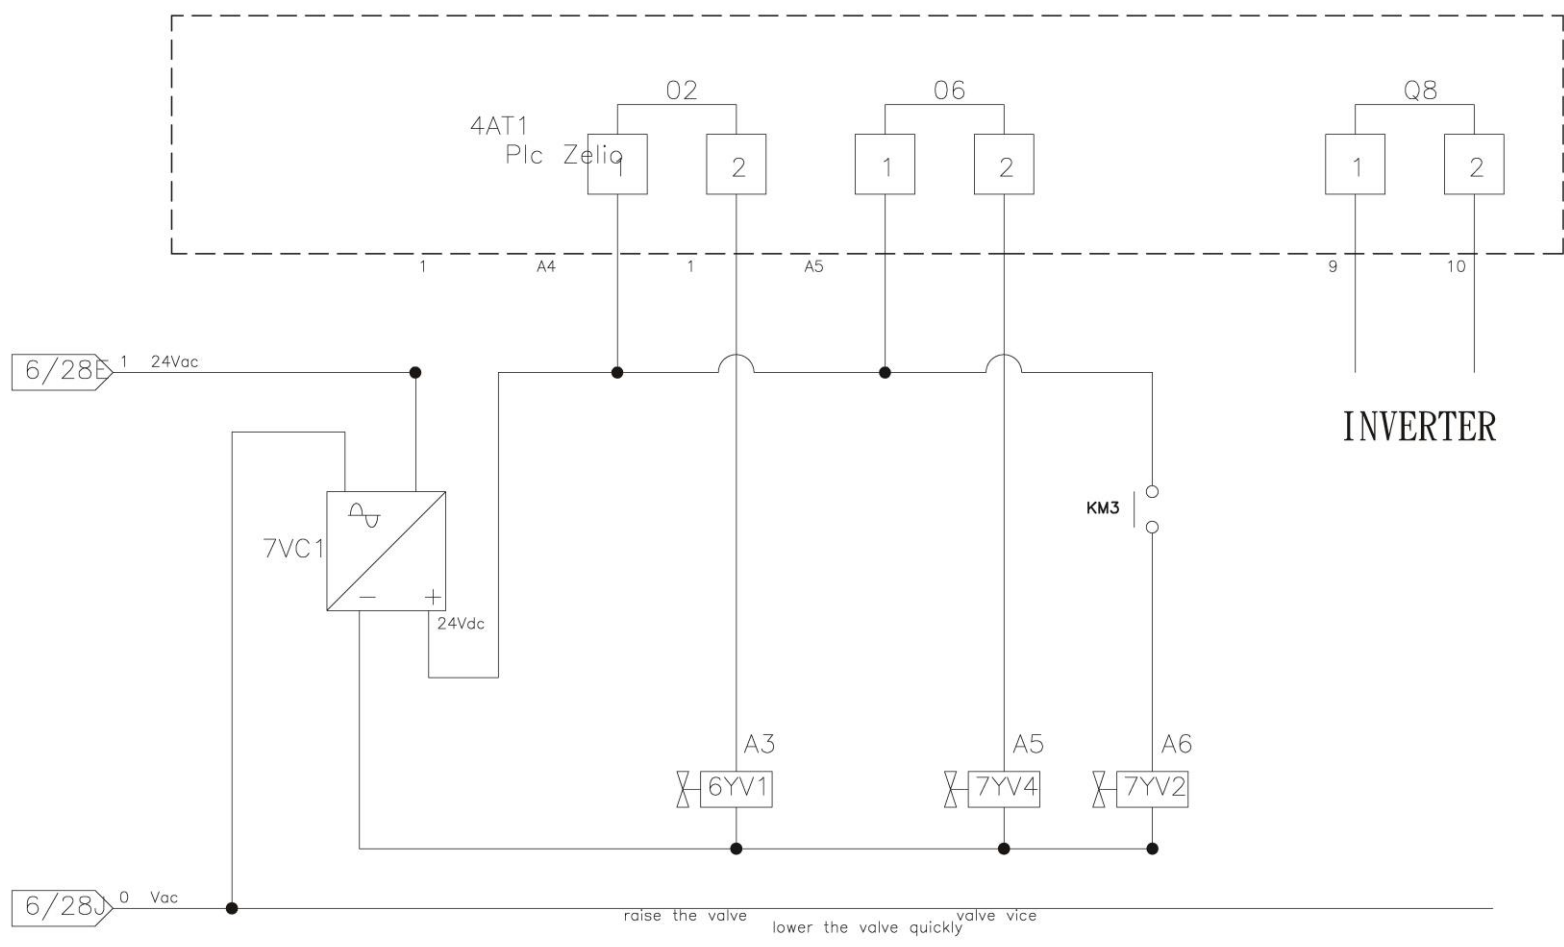 O2
O6
Q8
4AT1
Plc Zelio
1
2
1
2
1
2
1
A4
1
A5
9
10
6/28E
1
24Vac
INVERTER
KM3
7VC1
24Vdc
A3
A5
A6
6YV1
7YV4
7YV2
6/28J
0
Vac
raise the valve
valve vice
lower the valve quickly